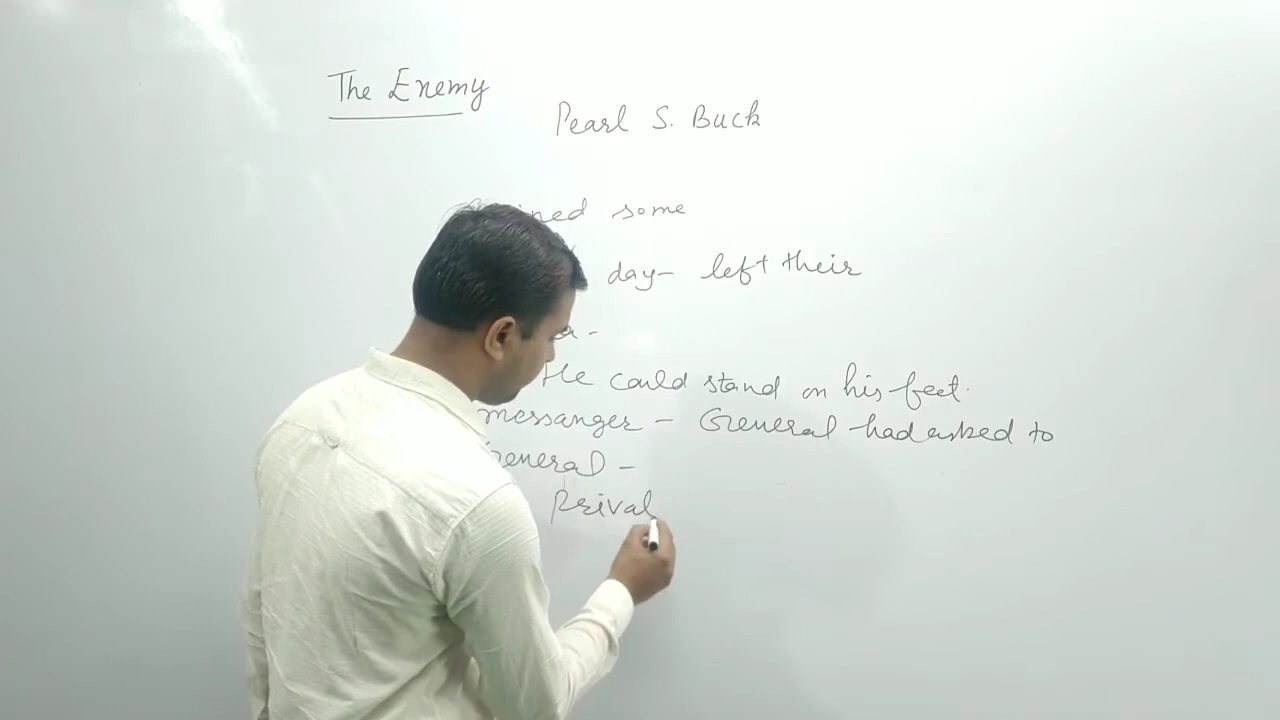 The Enemy
Pearl S. Buck
some
day- left their
He could stand on his feet.
messanger - General had asked to
General -
Prival